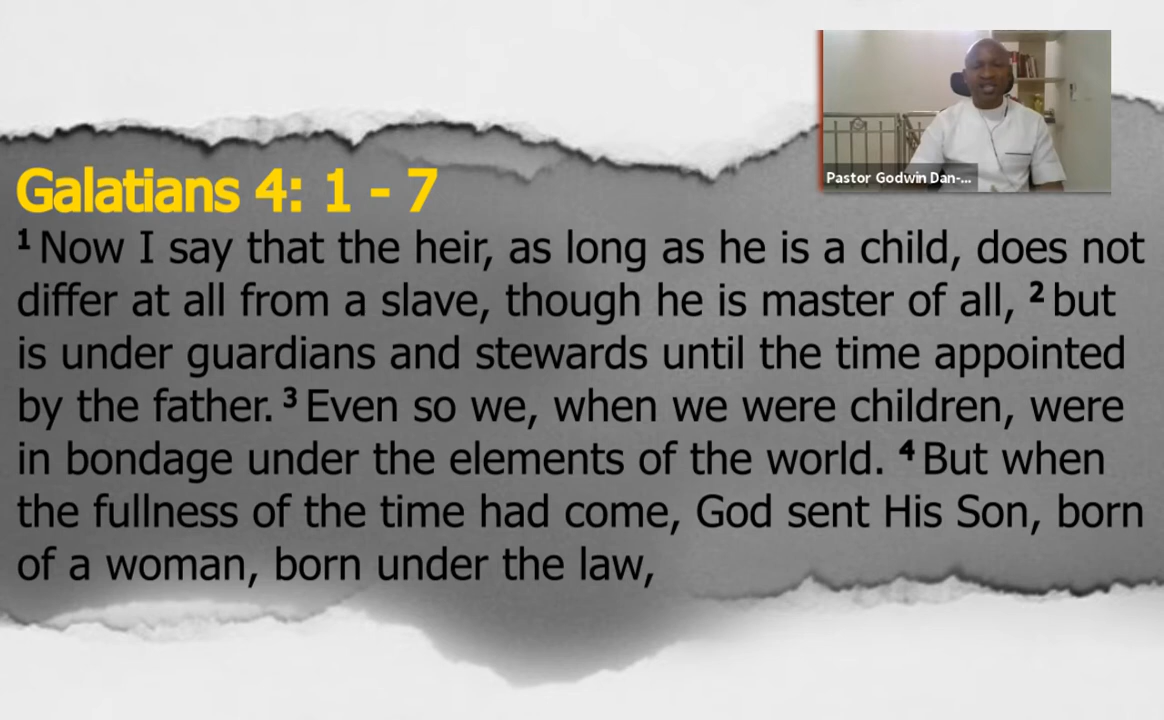 Pastor Godwin Dan-...
Galatians 4: 1 - 7
1 Now I say that the heir, as long as he is a child, does not
differ at all from a slave, though he is master of all, 2 but
is under guardians and stewards until the time appointed
by the father. 3 Even so we, when we were children, were
in bondage under the elements of the world. 4 But when
the fullness of the time had come, God sent His Son, born
of a woman, born under the law,